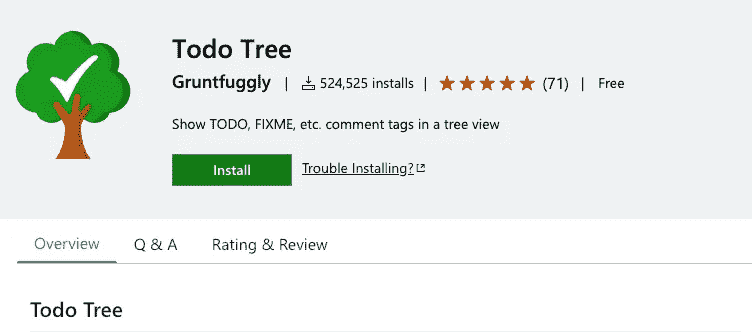 Todo Tree
Gruntfuggly | 524,525 installs | (71) | Free
Show TODO, FIXME, etc. comment tags in a tree view
Install Trouble Installing?
Overview Q & A Rating & Review
Todo Tree